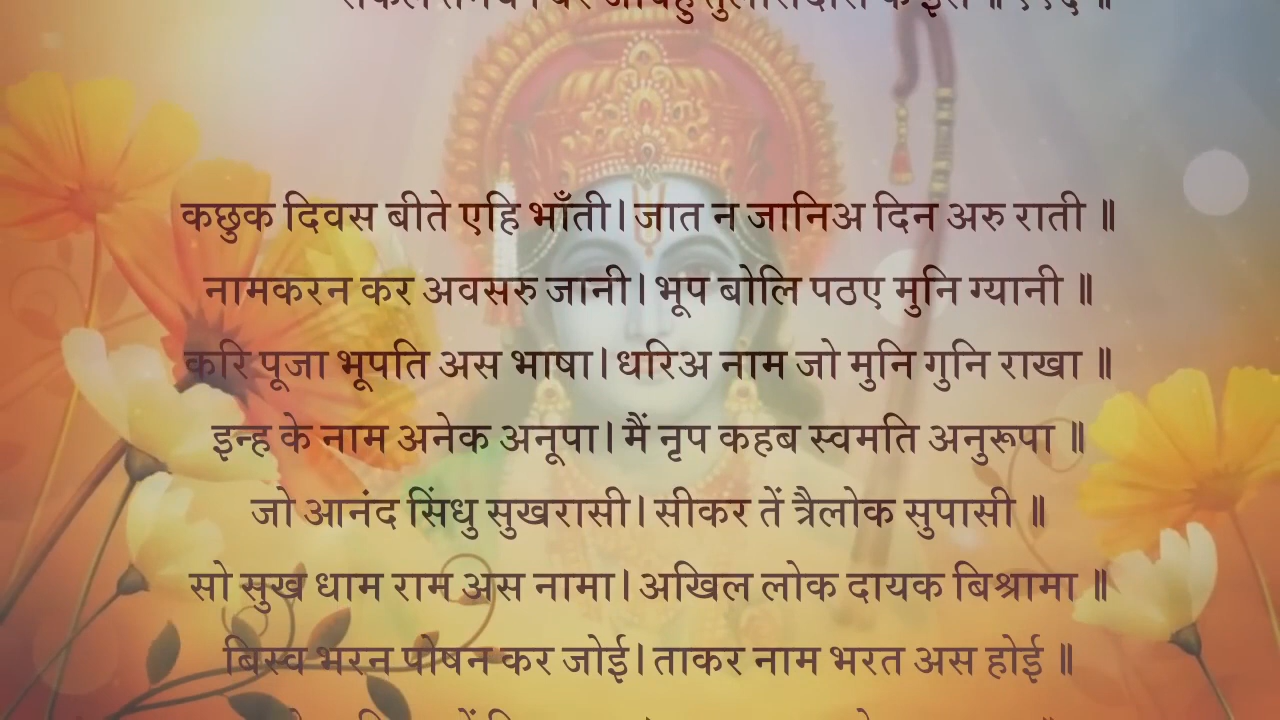 कछुक दिवस बीते एहि भाँती। जात न जानिअ दिन अरु राती ॥
नामकरन कर अवसरु जानी। भूप बोलि पठए मुनि ग्यानी ॥
करि पूजा भूपति अस भाषा। धरिअ नाम जो मुनि गुनि राखा ॥
इन्ह के नाम अनेक अनूपा। मैं नृप कहब स्वमति अनुरूपा ॥
जो आनंद सिंधु सुखरासी। सीकर तें त्रैलोक सुपासी ॥
सो सुख धाम राम अस नामा। अखिल लोक दायक बिश्रामा ॥
बिस्व भरन पोषन कर जोई। ताकर नाम भरत अस होई ॥